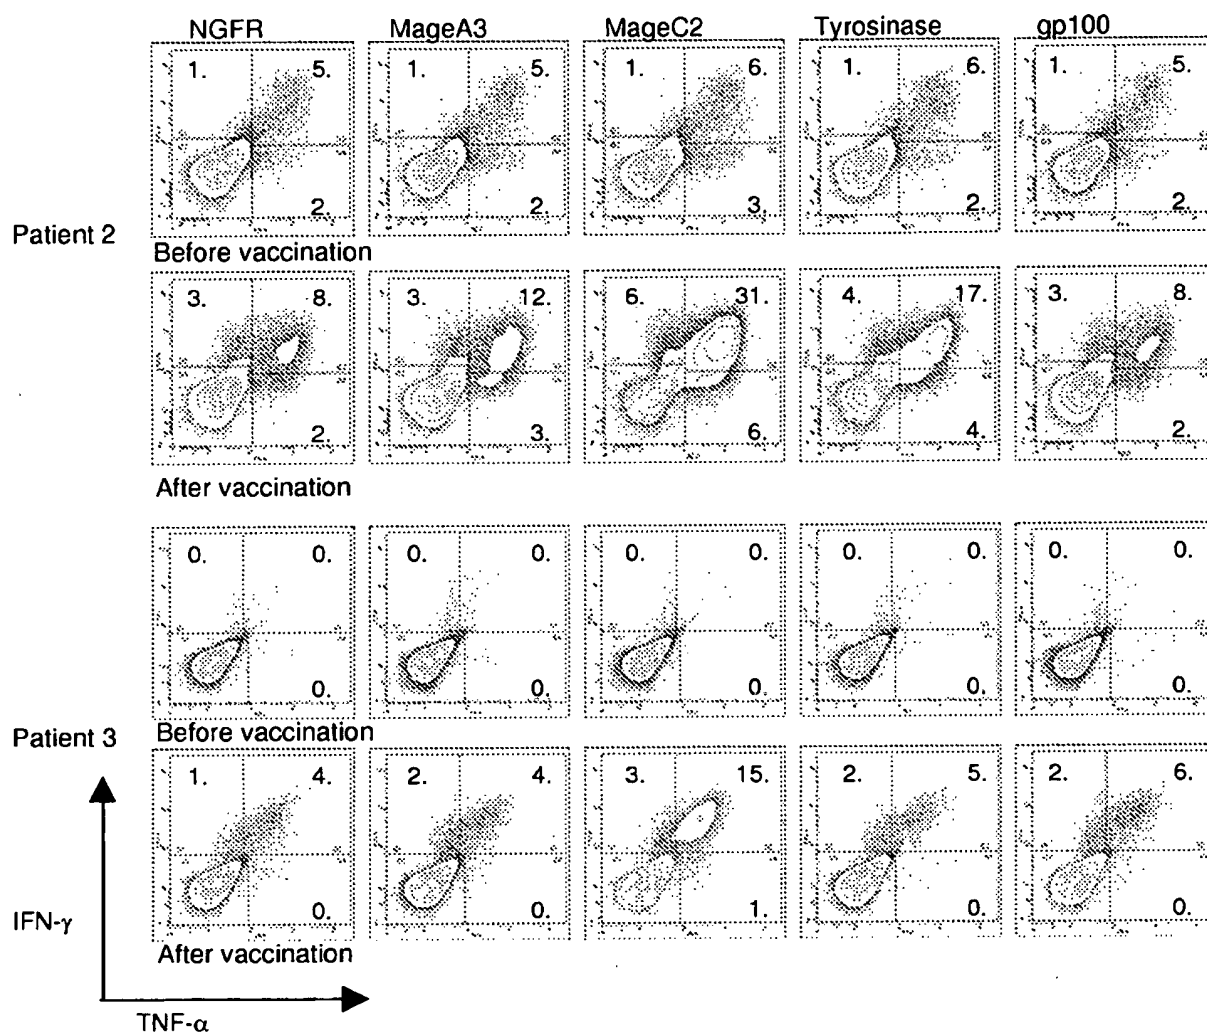 NGFR MageA3 MageC2 Tyrosinase gp100
1. 5. 1. 5. 1. 6. 1. 6. 1. 5.
2. 2. 3. 2. 2.
Patient 2
Before vaccination
3. 8. 3. 12. 6. 31. 4. 17. 3. 8.
2. 3. 6. 4. 2.
After vaccination
0. 0. 0. 0. 0. 0. 0. 0. 0. 0.
0. 0. 0. 0. 0.
Patient 3
Before vaccination
1. 4. 2. 4. 3. 15. 2. 5. 2. 6.
0. 0. 1. 0. 0.
IFN-γ
After vaccination
TNF-α